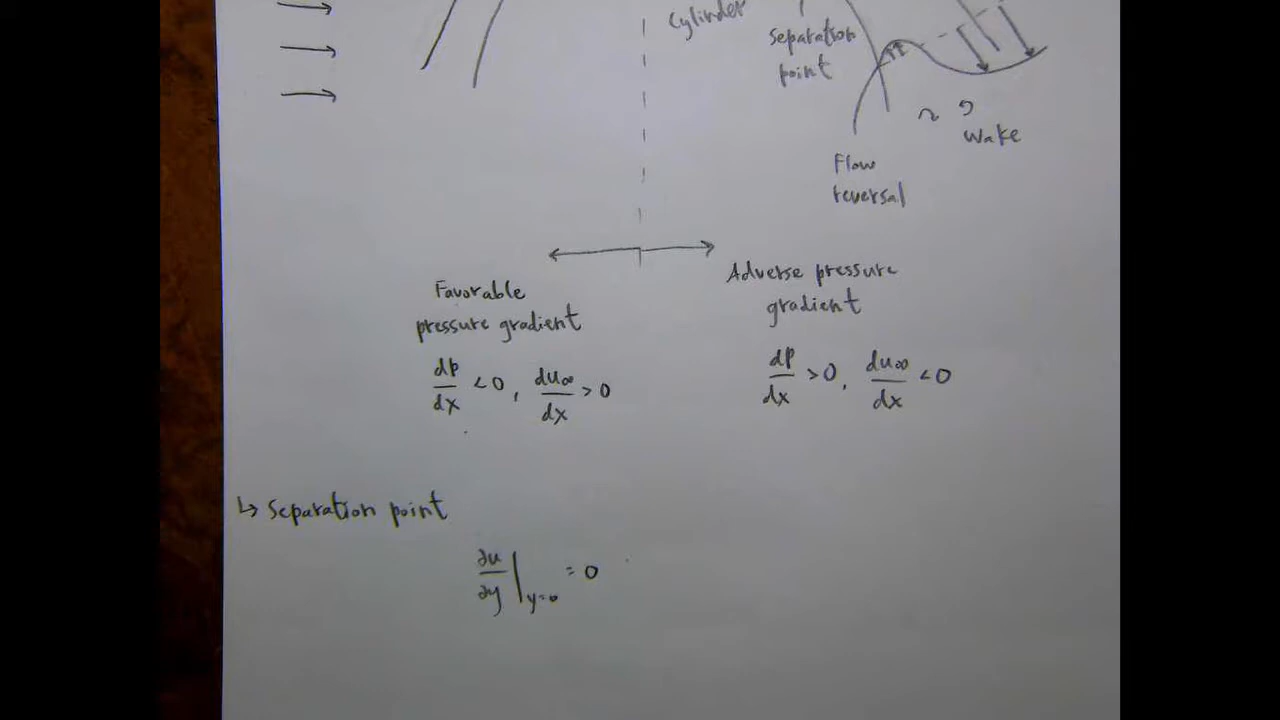 Cylinder
Separation
point
wake
Flow
reversal
Favorable
pressure gradient
dp/dx < 0, du∞/dx > 0
Adverse pressure
gradient
dp/dx > 0, du∞/dx < 0
↳ Separation point
∂u/∂y |y=0 = 0